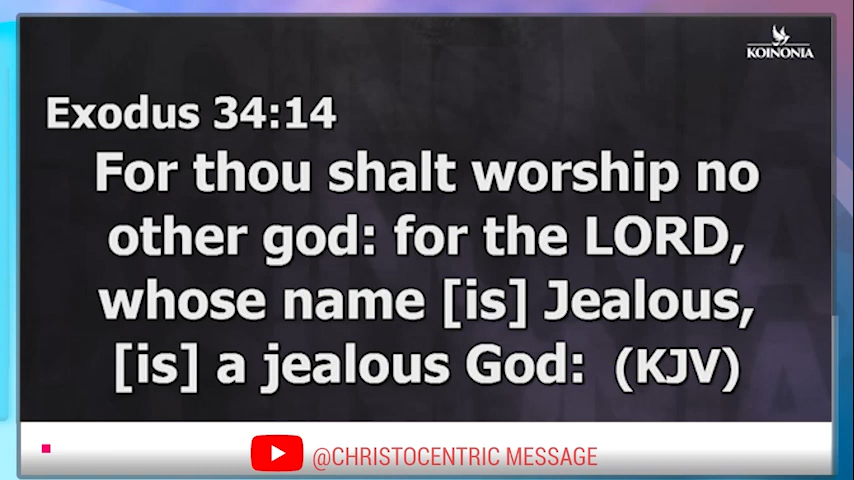 KOINONIA
Exodus 34:14
For thou shalt worship no
other god: for the LORD,
whose name [is] Jealous,
[is] a jealous God: (KJV)
@CHRISTOCENTRIC MESSAGE